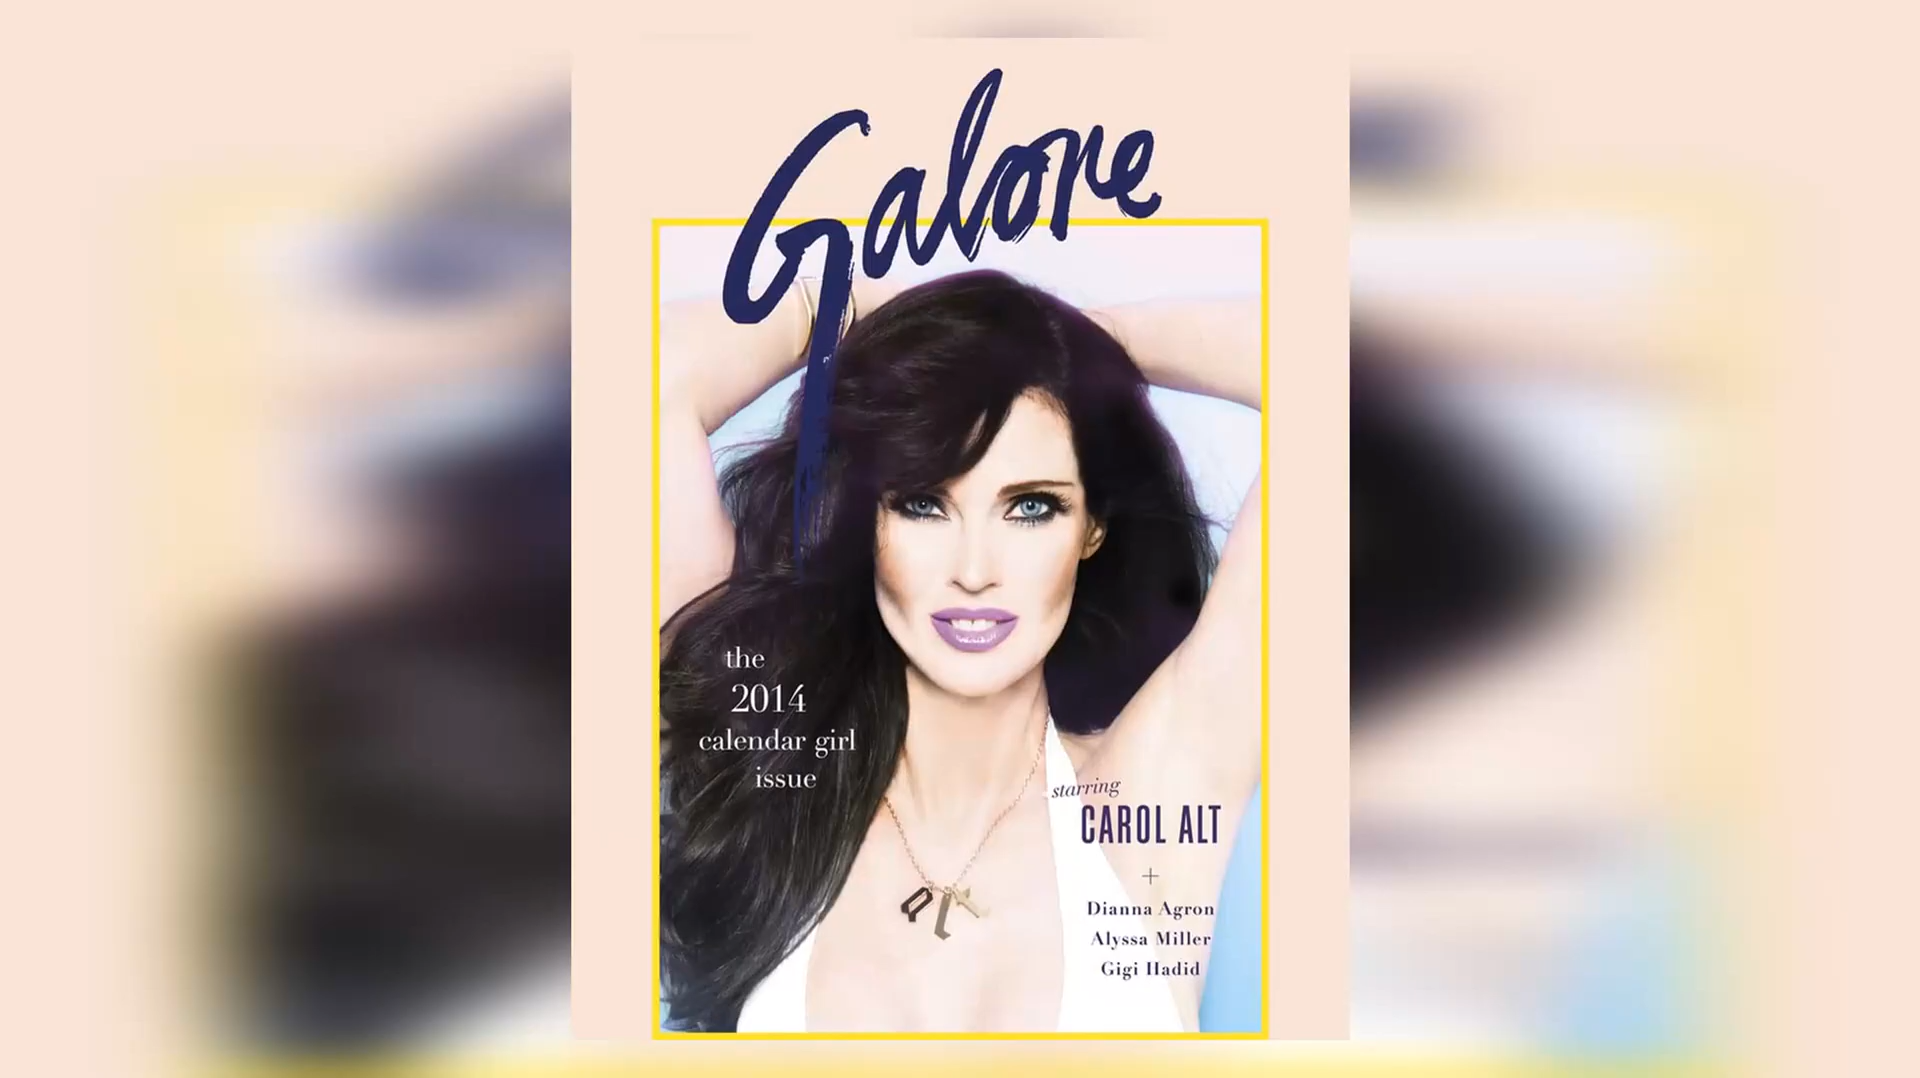 Galore
the
2014
calendar girl
issue
starring
CAROL ALT
+
Dianna Agron
Alyssa Miller
Gigi Hadid